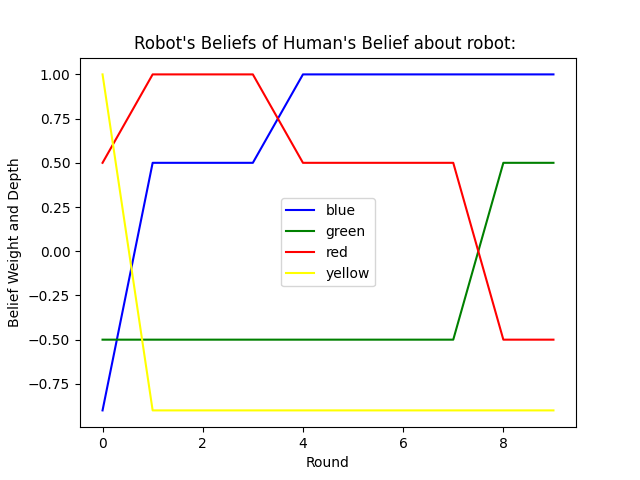 Robot's Beliefs of Human's Belief about robot:
Belief Weight and Depth
1.00
0.75
0.50
0.25
0.00
−0.25
−0.50
−0.75
blue
green
red
yellow
0 2 4 6 8
Round